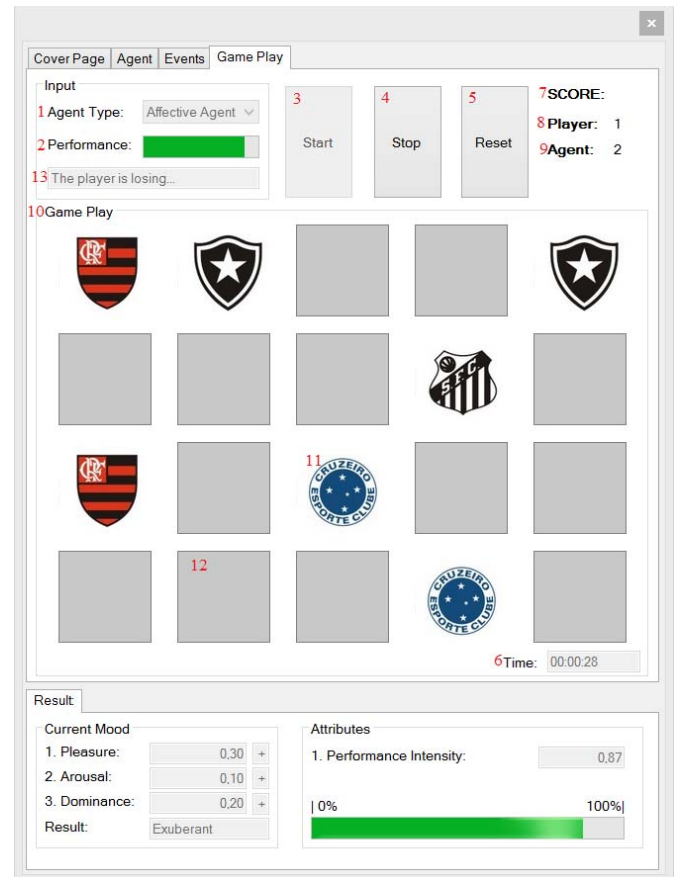 ×
Cover Page Agent Events Game Play
Input
1 Agent Type: Affective Agent
2 Performance:
13 The player is losing...
3 Start
4 Stop
5 Reset
7 SCORE:
8 Player: 1
9 Agent: 2
10 Game Play
CRF
S.F.C
CRF
11
CRUZEIRO
ESPORTE CLUBE
12
CRUZEIRO
ESPORTE CLUBE
6 Time: 00:00:28
Result
Current Mood
1. Pleasure: 0,30 +
2. Arousal: 0,10 +
3. Dominance: 0,20 +
Result: Exuberant
Attributes
1. Performance Intensity: 0,87
| 0% 100%|